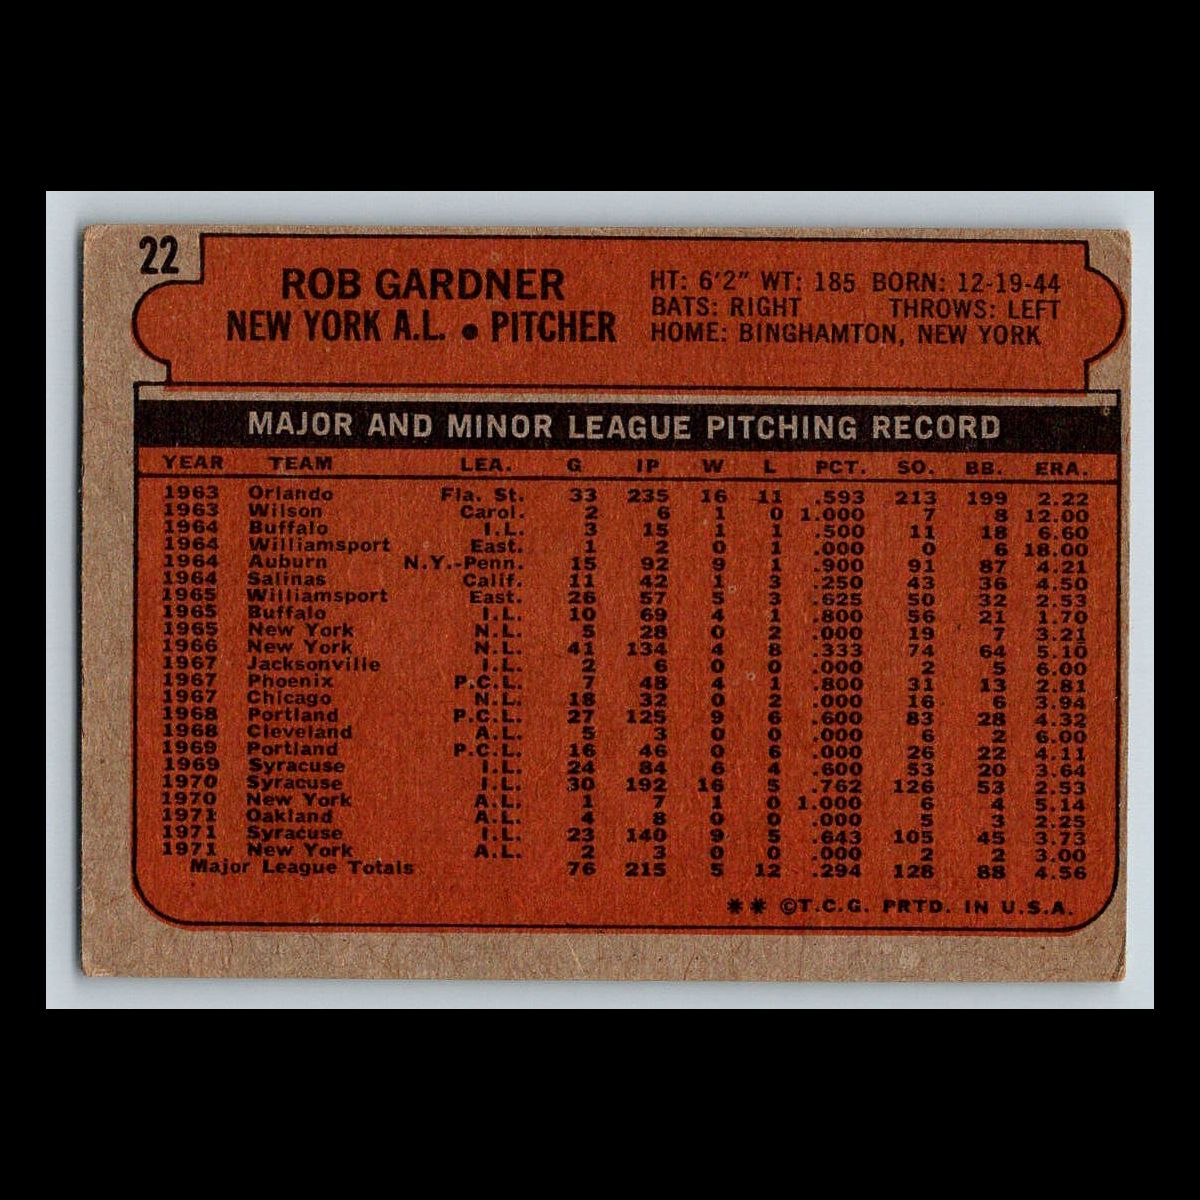 22
ROB GARDNER
NEW YORK A.L. • PITCHER
HT: 6'2" WT: 185 BORN: 12-19-44
BATS: RIGHT THROWS: LEFT
HOME: BINGHAMTON, NEW YORK
MAJOR AND MINOR LEAGUE PITCHING RECORD
YEAR TEAM LEA. G IP W L PCT. SO. BB. ERA.
1963 Orlando Fla. St. 33 235 16 11 .593 213 199 2.22
1963 Wilson Carol. 2 6 1 0 1.000 7 8 12.00
1964 Buffalo I.L. 3 15 1 1 .500 11 18 6.60
1964 Williamsport East. 1 2 0 1 .000 0 6 18.00
1964 Auburn N.Y.-Penn. 15 92 9 1 .900 91 87 4.21
1964 Salinas Calif. 11 42 1 3 .250 43 36 4.50
1965 Williamsport East. 26 57 5 3 .625 50 32 2.53
1965 Buffalo I.L. 10 69 4 1 .800 56 21 1.70
1965 New York N.L. 5 28 0 2 .000 19 7 3.21
1966 New York N.L. 41 134 4 8 .333 74 64 5.10
1967 Jacksonville I.L. 2 6 0 0 .000 2 5 6.00
1967 Phoenix P.C.L. 7 48 4 1 .800 31 13 2.81
1967 Chicago N.L. 18 32 0 2 .000 16 6 3.94
1968 Portland P.C.L. 27 125 9 6 .600 83 28 4.32
1968 Cleveland A.L. 5 3 0 0 .000 6 2 6.00
1969 Portland P.C.L. 16 46 0 6 .000 26 22 4.11
1969 Syracuse I.L. 24 84 6 4 .600 53 20 3.64
1970 Syracuse I.L. 30 192 16 5 .762 126 53 2.53
1970 New York A.L. 1 7 1 0 1.000 6 4 5.14
1971 Oakland A.L. 4 8 0 0 .000 5 3 2.25
1971 Syracuse I.L. 23 140 9 5 .643 105 45 3.73
1971 New York A.L. 2 3 0 0 .000 2 2 3.00
Major League Totals 76 215 5 12 .294 128 88 4.56
** ©T.C.G. PRTD. IN U.S.A.